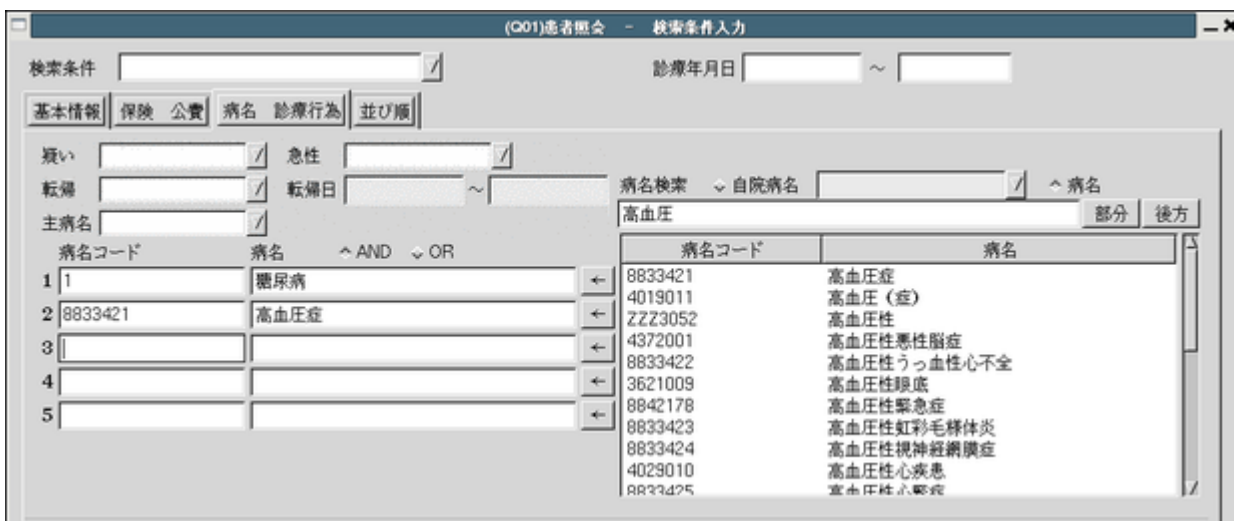 (Q01)患者照会 － 検索条件入力
検索条件 診療年月日 ～
基本情報 保険 公費 病名 診療行為 並び順
疑い 急性
転帰 転帰日 ～
主病名
病名コード 病名 AND OR
1 1 糖尿病 ←
2 8833421 高血圧症 ←
3 ←
4 ←
5 ←
病名検索 自院病名 病名
高血圧 部分 後方
病名コード 病名
8833421 高血圧症
4019011 高血圧（症）
ZZZ3052 高血圧性
4372001 高血圧性悪性脳症
8833422 高血圧性うっ血性心不全
3621009 高血圧性眼底
8842178 高血圧性緊急症
8833423 高血圧性虹彩毛様体炎
8833424 高血圧性視神経網膜症
4029010 高血圧性心疾患
8833425 高血圧性心腎症